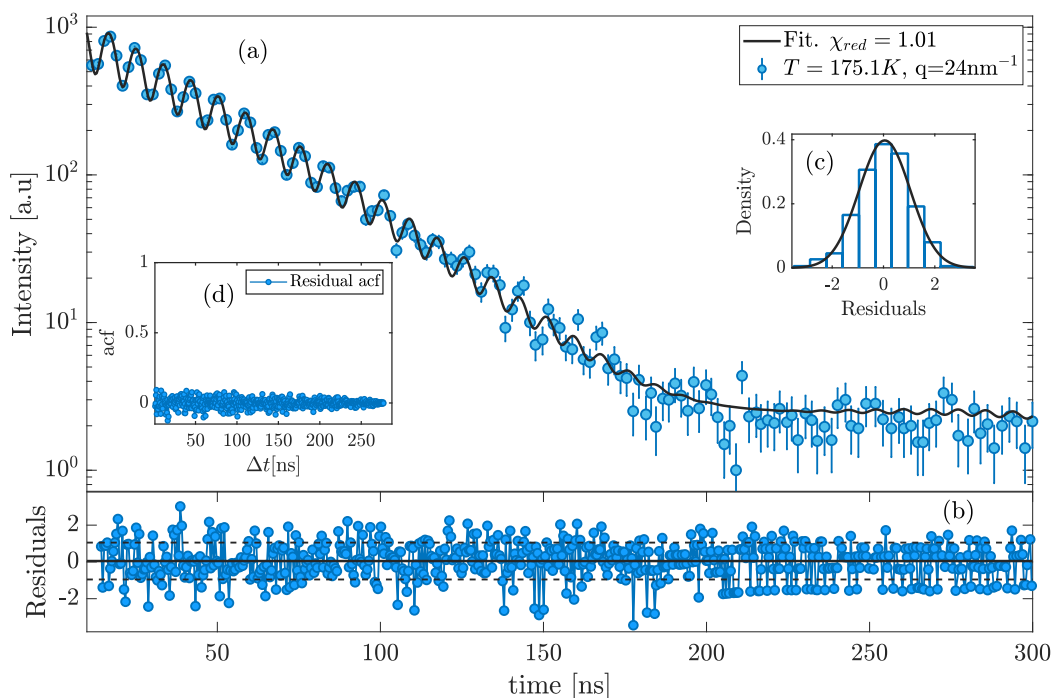 (a)
Fit. χ_red = 1.01
T = 175.1K, q=24nm⁻¹
10³
10²
10¹
10⁰
Intensity [a.u]
(c)
0.4
0.2
0
Density
-2 0 2
Residuals
(d)
Residual acf
1
0.5
0
acf
50 100 150 200 250
Δt[ns]
(b)
2
0
-2
Residuals
50 100 150 200 250 300
time [ns]